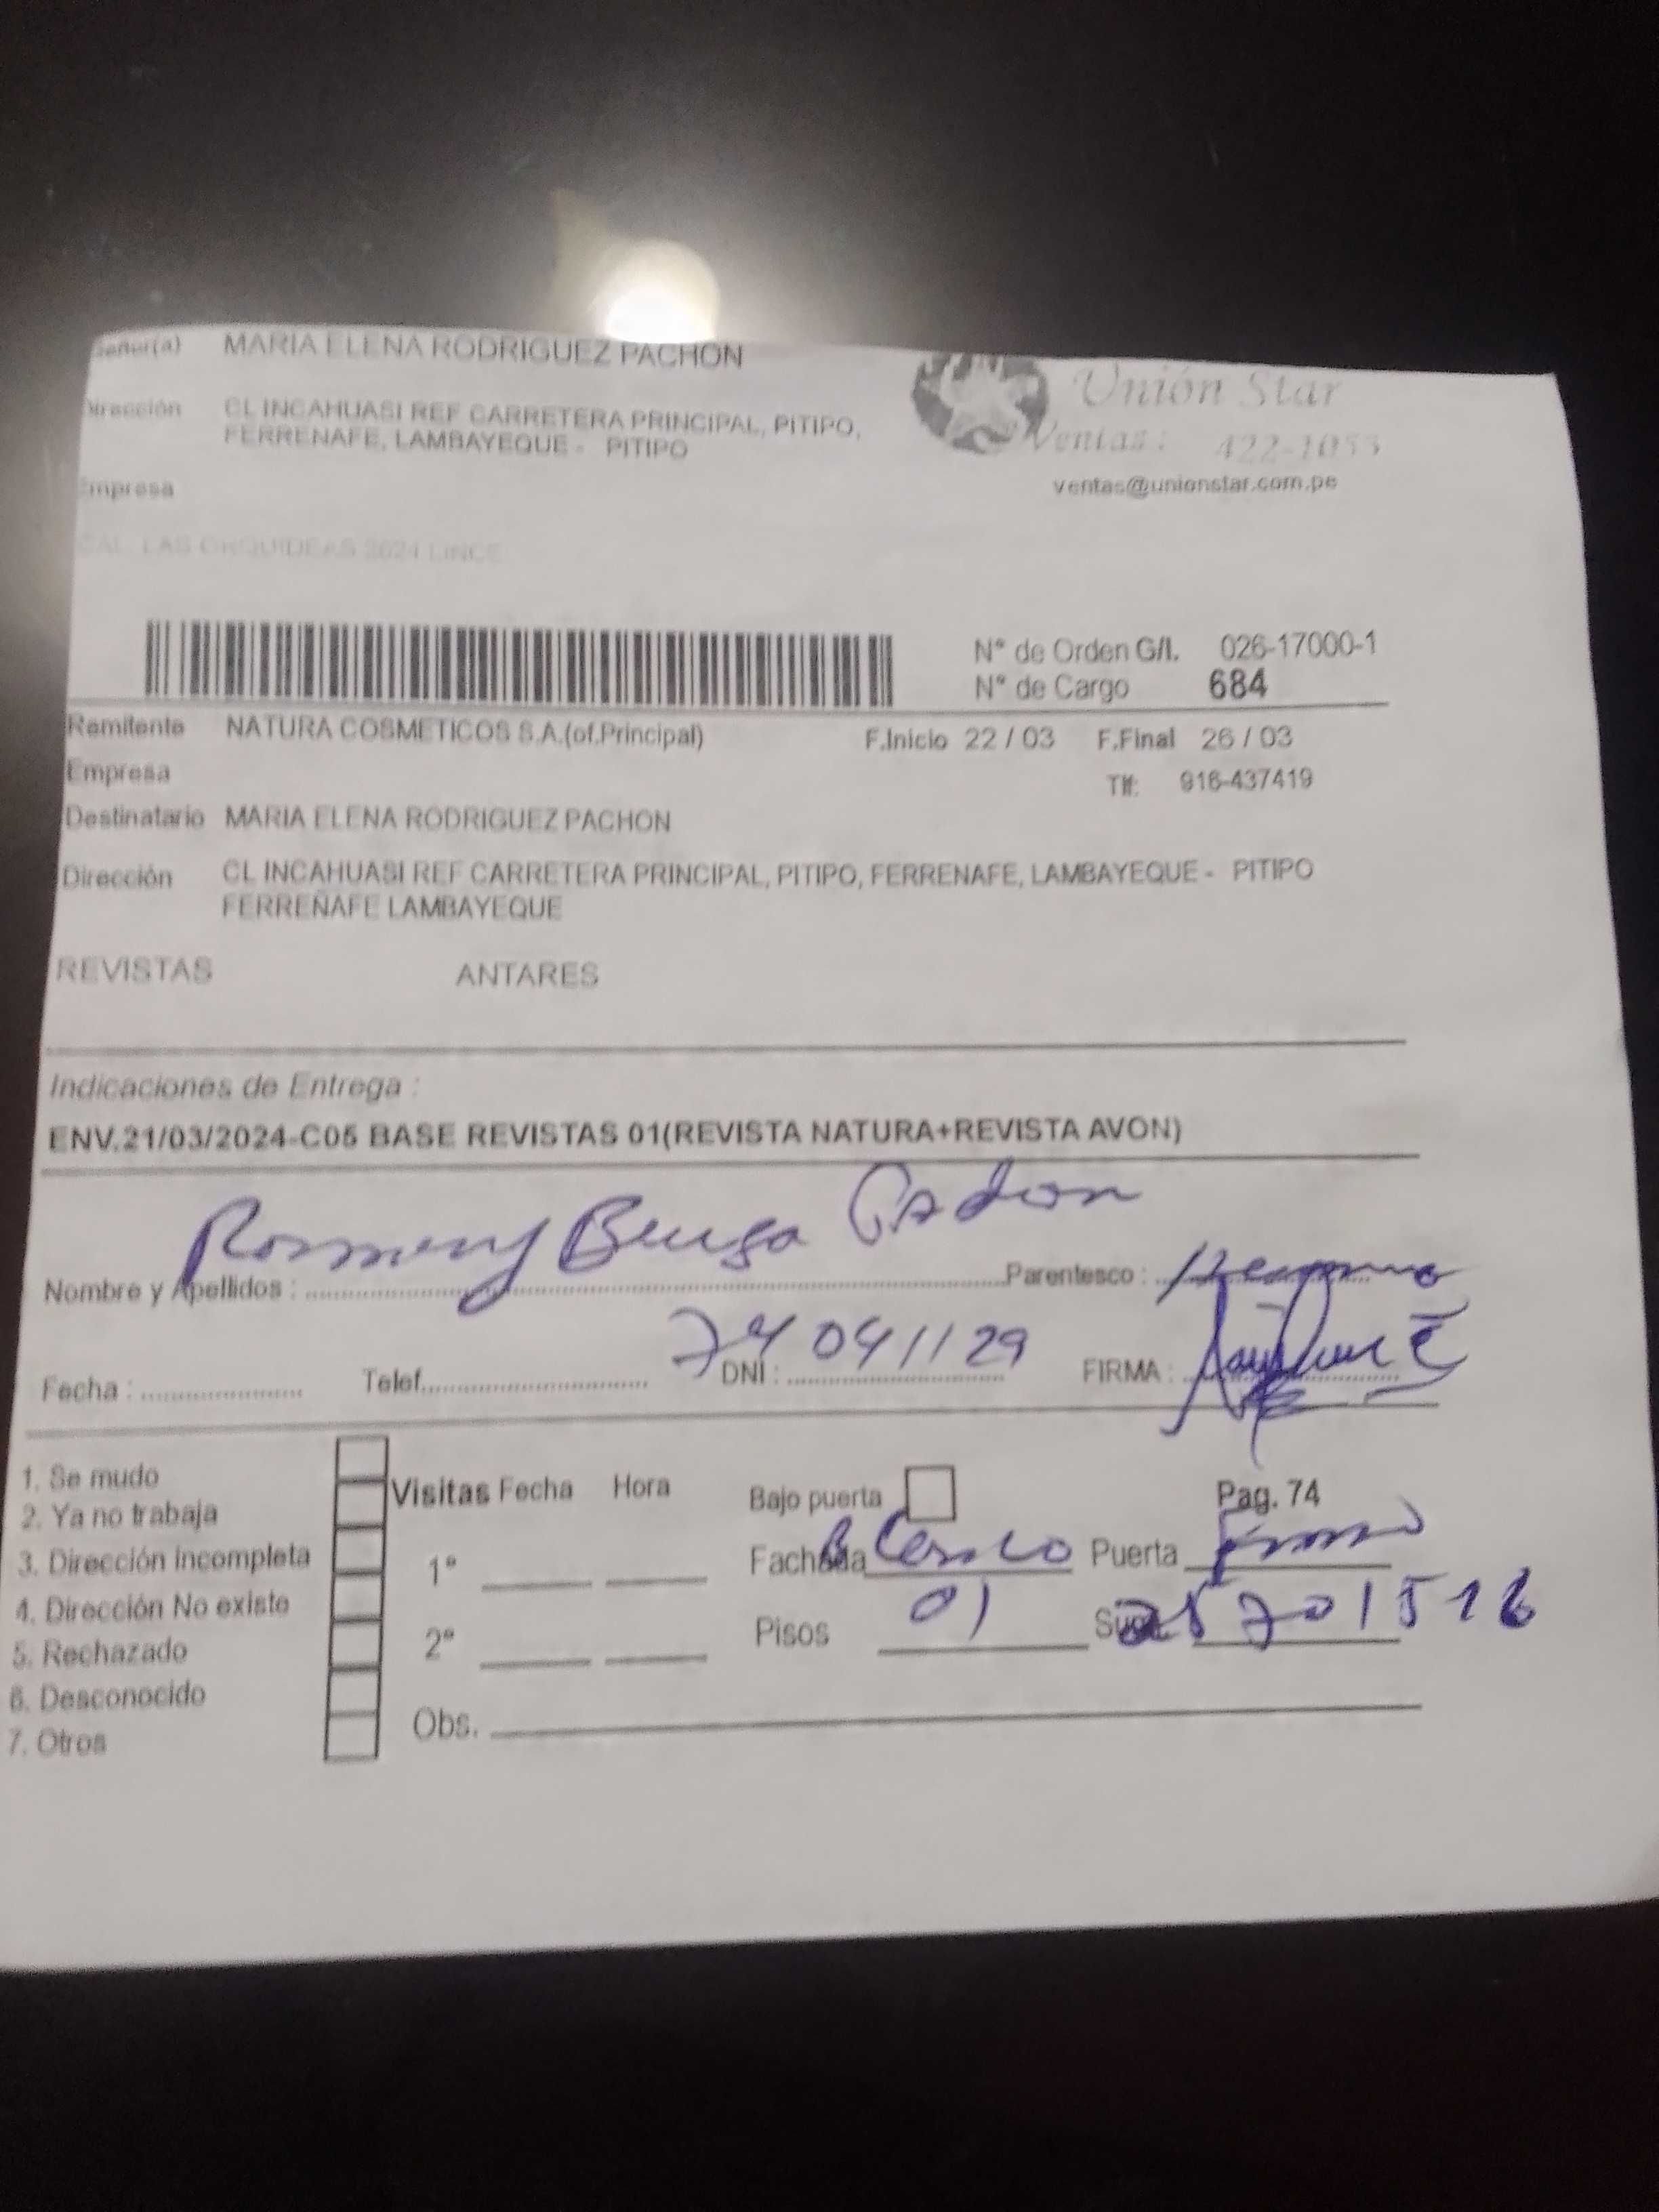 Señor(a) MARIA ELENA RODRIGUEZ PACHON
Dirección CL INCAHUASI REF CARRETERA PRINCIPAL, PITIPO,
FERRENAFE, LAMBAYEQUE - PITIPO
Empresa
Unión Star
Ventas: 422-1053
ventas@unionstar.com.pe
CAL. LAS ORQUIDEAS 2624 LINCE
N° de Orden G/I. 026-17000-1
N° de Cargo 684
Remitente NATURA COSMETICOS S.A.(of.Principal) F.Inicio 22 / 03 F.Final 26 / 03
Empresa Tlf: 916-437419
Destinatario MARIA ELENA RODRIGUEZ PACHON
Dirección CL INCAHUASI REF CARRETERA PRINCIPAL, PITIPO, FERRENAFE, LAMBAYEQUE - PITIPO
FERREÑAFE LAMBAYEQUE
REVISTAS ANTARES
Indicaciones de Entrega :
ENV.21/03/2024-C05 BASE REVISTAS 01(REVISTA NATURA+REVISTA AVON)
Nombre y Apellidos : Parentesco :
Fecha : Telef. DNI : 74041129 FIRMA :
1. Se mudo
2. Ya no trabaja
3. Dirección incompleta
4. Dirección No existe
5. Rechazado
6. Desconocido
7. Otros
Visitas Fecha Hora
1°
2°
Obs.
Bajo puerta Pag. 74
Fachada Puerta
Pisos 01 701516